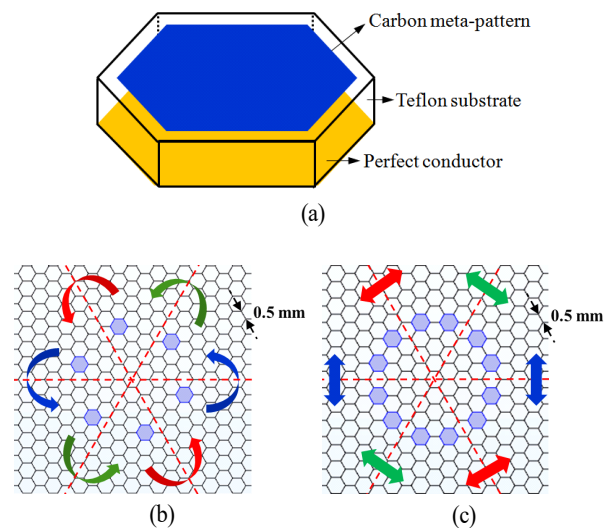 Carbon meta-pattern
Teflon substrate
Perfect conductor
(a)
0.5 mm
0.5 mm
(b)
(c)